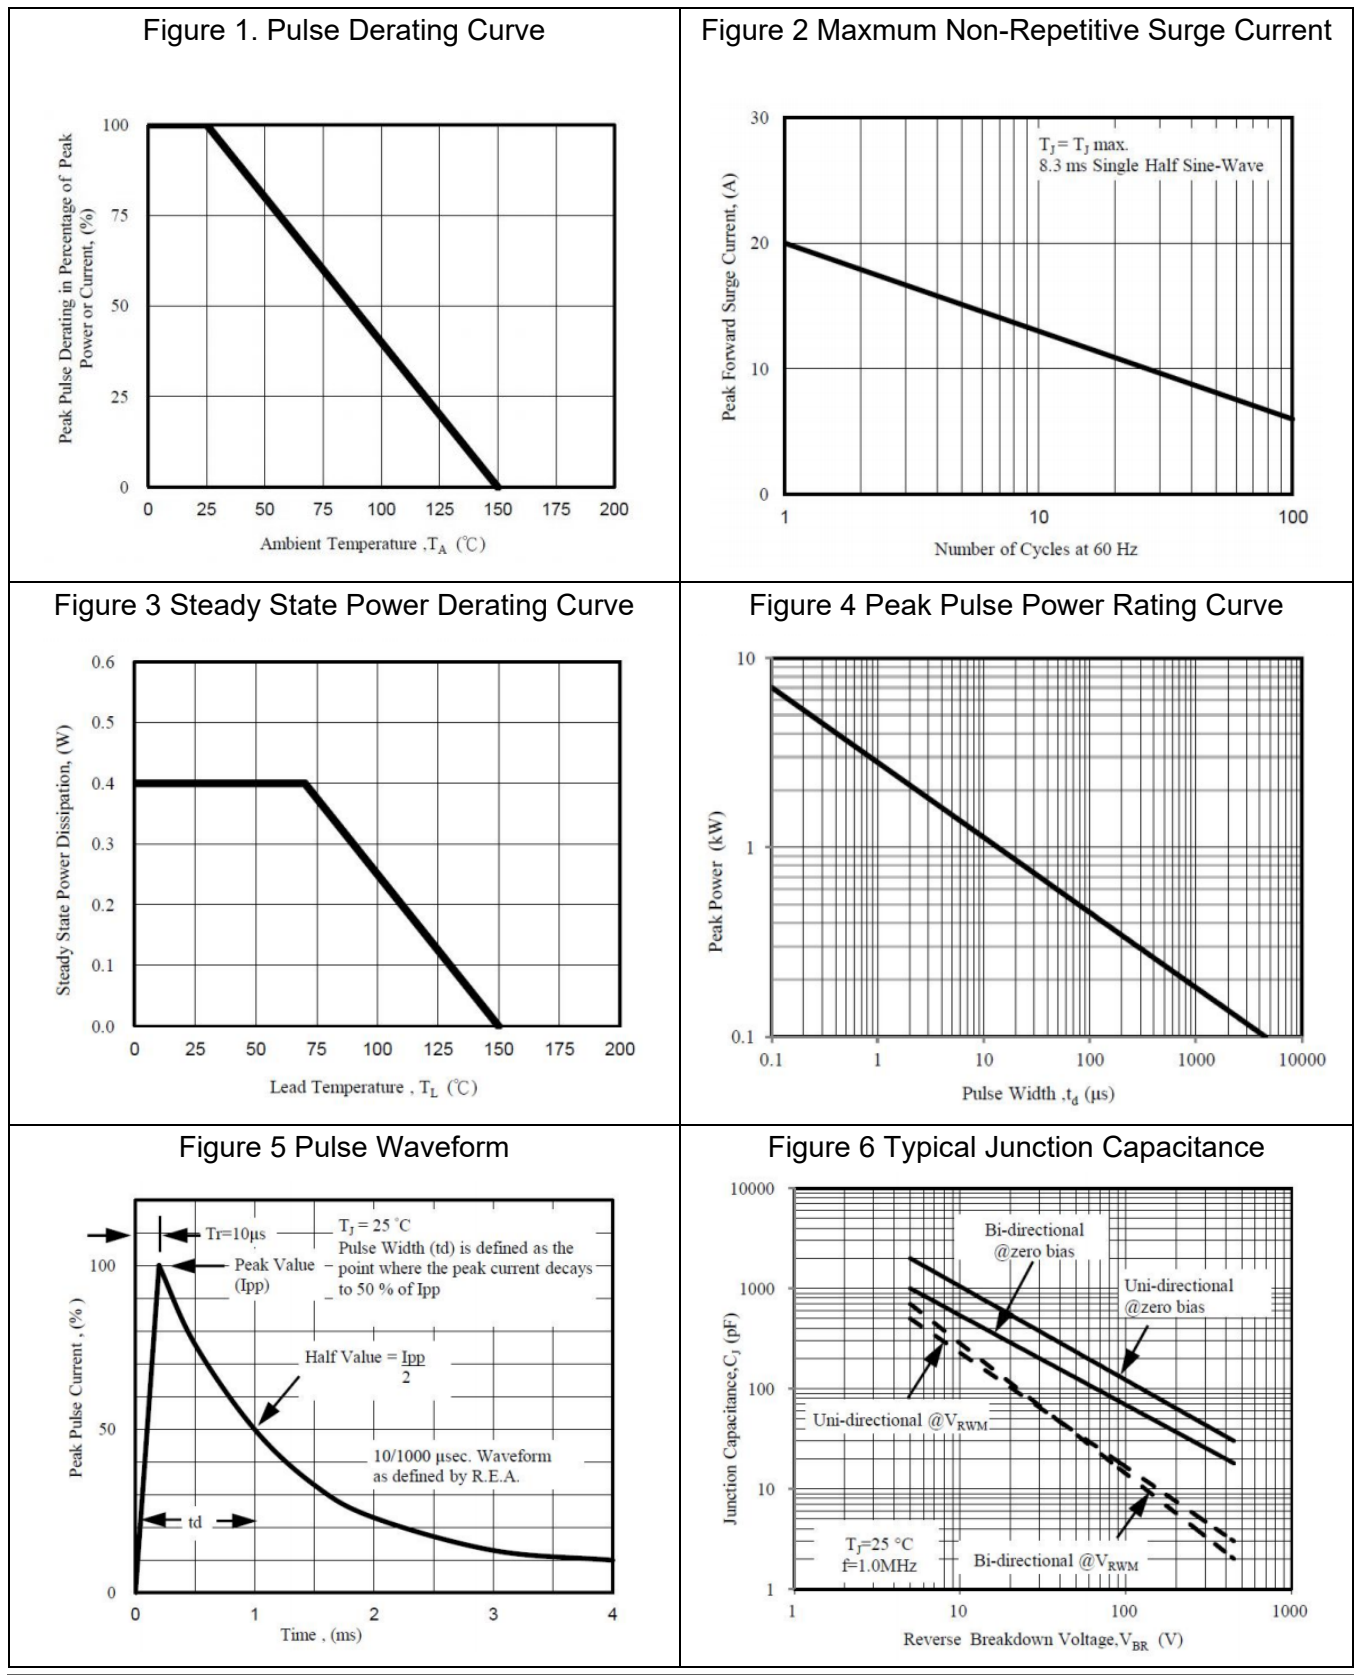 Figure 1. Pulse Derating Curve
Peak Pulse Derating in Percentage of Peak
Power or Current, (%)
100
75
50
25
0
0 25 50 75 100 125 150 175 200
Ambient Temperature ,TA (℃)
Figure 2 Maxmum Non-Repetitive Surge Current
Peak Forward Surge Current, (A)
30
20
10
0
TJ= TJ max.
8.3 ms Single Half Sine-Wave
1 10 100
Number of Cycles at 60 Hz
Figure 3 Steady State Power Derating Curve
Steady State Power Dissipation, (W)
0.6
0.5
0.4
0.3
0.2
0.1
0.0
0 25 50 75 100 125 150 175 200
Lead Temperature , TL (℃)
Figure 4 Peak Pulse Power Rating Curve
Peak Power (kW)
10
1
0.1
0.1 1 10 100 1000 10000
Pulse Width ,td (μs)
Figure 5 Pulse Waveform
Peak Pulse Current , (% )
100
50
0
Tr=10μs
Peak Value
(Ipp)
TJ = 25 °C
Pulse Width (td) is defined as the
point where the peak current decays
to 50 % of Ipp
Half Value = Ipp
2
10/1000 μsec. Waveform
as defined by R.E.A.
td
0 1 2 3 4
Time , (ms)
Figure 6 Typical Junction Capacitance
Junction Capacitance,CJ (pF)
10000
1000
100
10
1
Bi-directional
@zero bias
Uni-directional
@zero bias
Uni-directional @VRWM
Bi-directional @VRWM
TJ=25 °C
f=1.0MHz
1 10 100 1000
Reverse Breakdown Voltage,VBR (V)